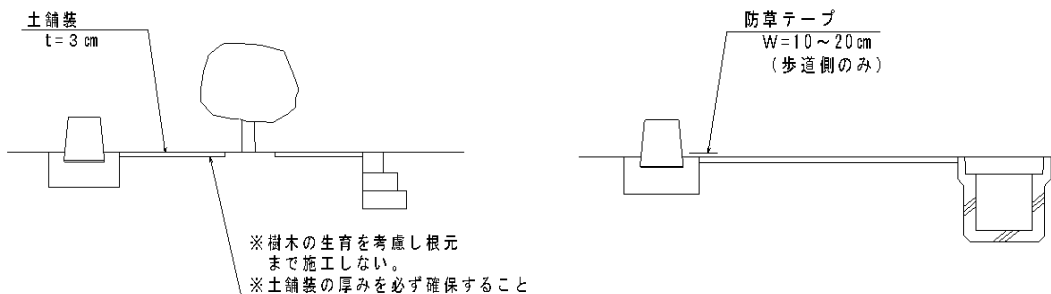 土舗装
t=3㎝
防草テープ
W=10～20㎝
(歩道側のみ)
※樹木の生育を考慮し根元
まで施工しない。
※土舗装の厚みを必ず確保すること